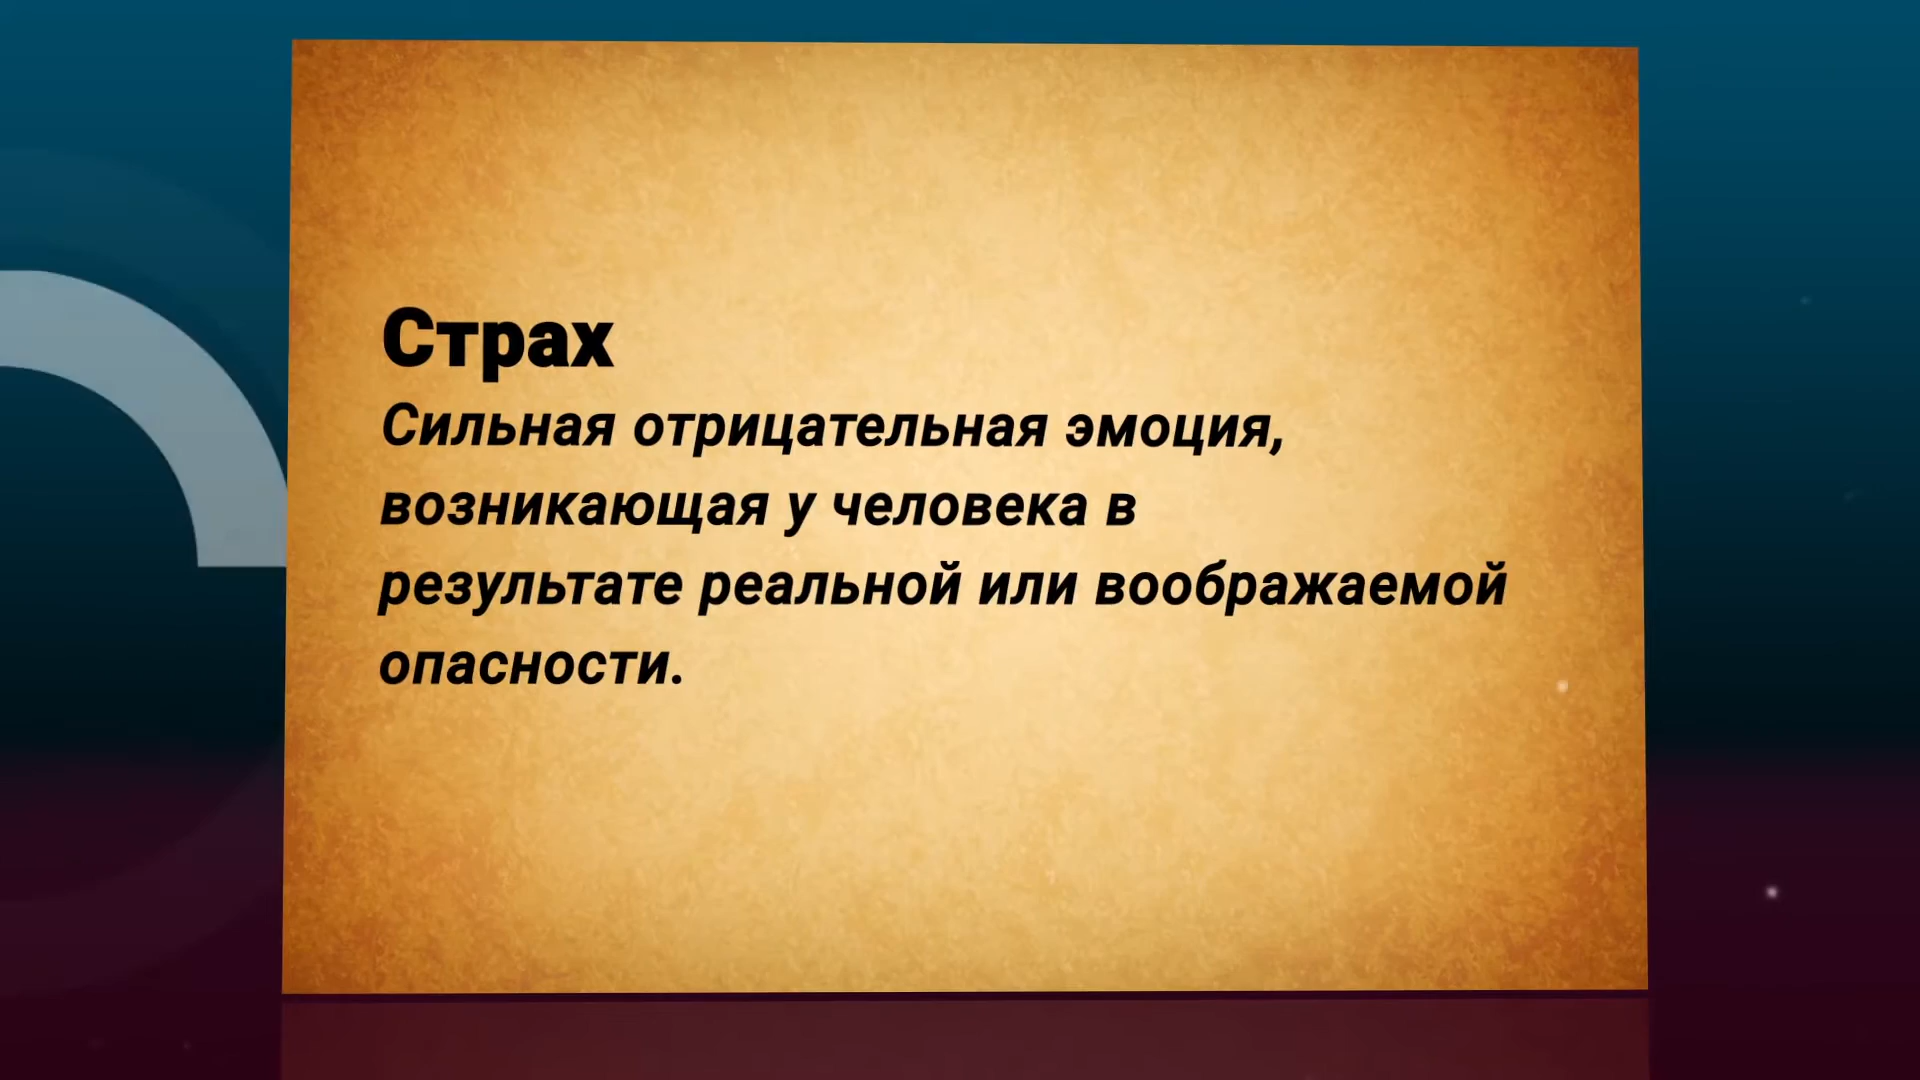 Страх
Сильная отрицательная эмоция,
возникающая у человека в
результате реальной или воображаемой
опасности.